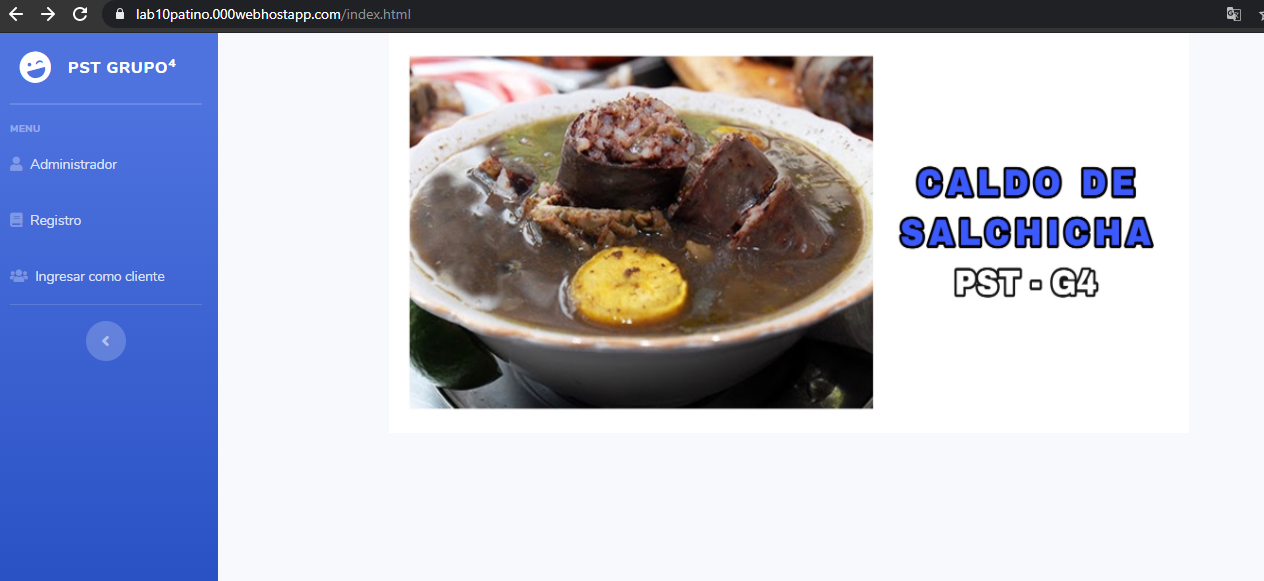 lab10patino.000webhostapp.com/index.html
PST GRUPO⁴
MENU
Administrador
Registro
Ingresar como cliente
CALDO DE
SALCHICHA
PST - G4